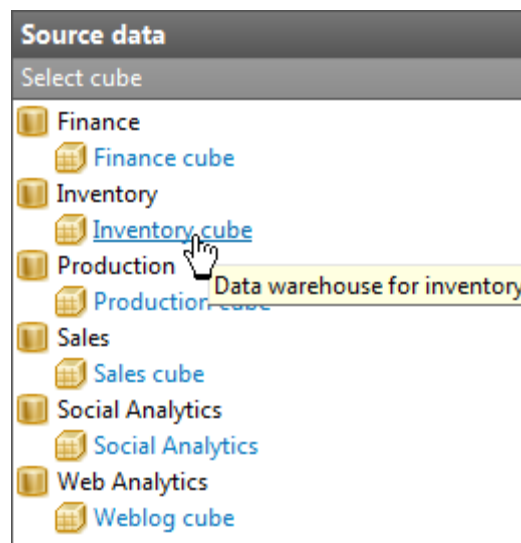 Source data
Select cube
Finance
Finance cube
Inventory
Inventory cube
Production
Data warehouse for inventory
Production cube
Sales
Sales cube
Social Analytics
Social Analytics
Web Analytics
Weblog cube